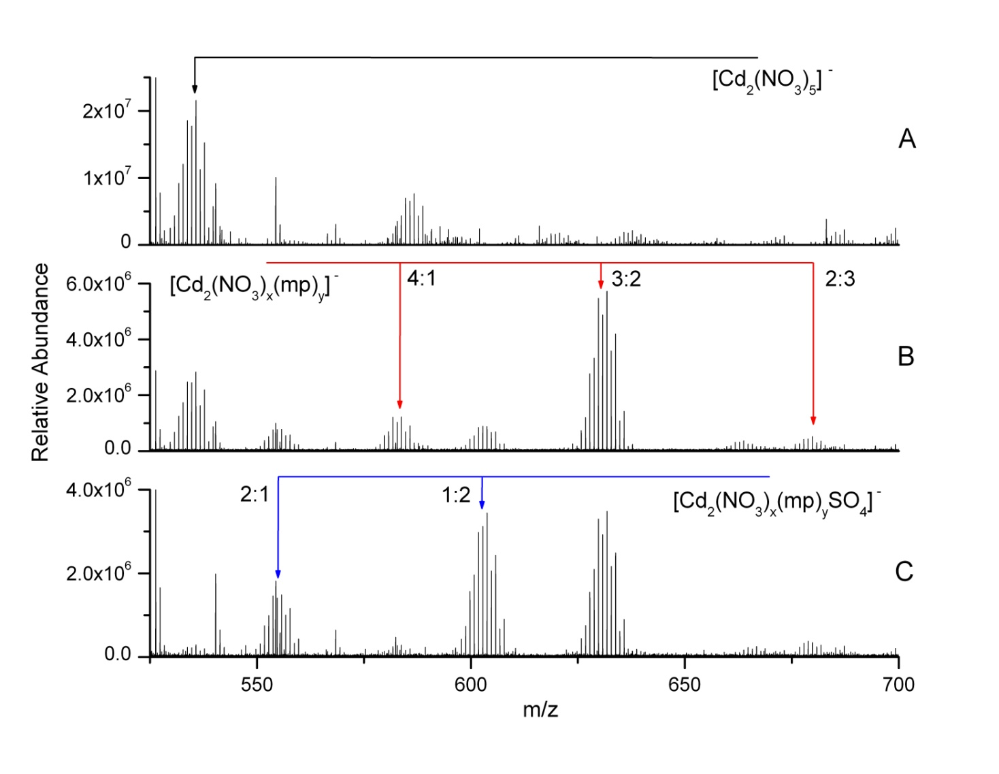 [Cd2(NO3)5]-
2x10^7
A
1x10^7
0
[Cd2(NO3)x(mp)y]-
4:1
3:2
2:3
6.0x10^6
4.0x10^6
B
2.0x10^6
0.0
Relative Abundance
2:1
1:2
[Cd2(NO3)x(mp)ySO4]-
4.0x10^6
2.0x10^6
C
0.0
550 600 650 700
m/z